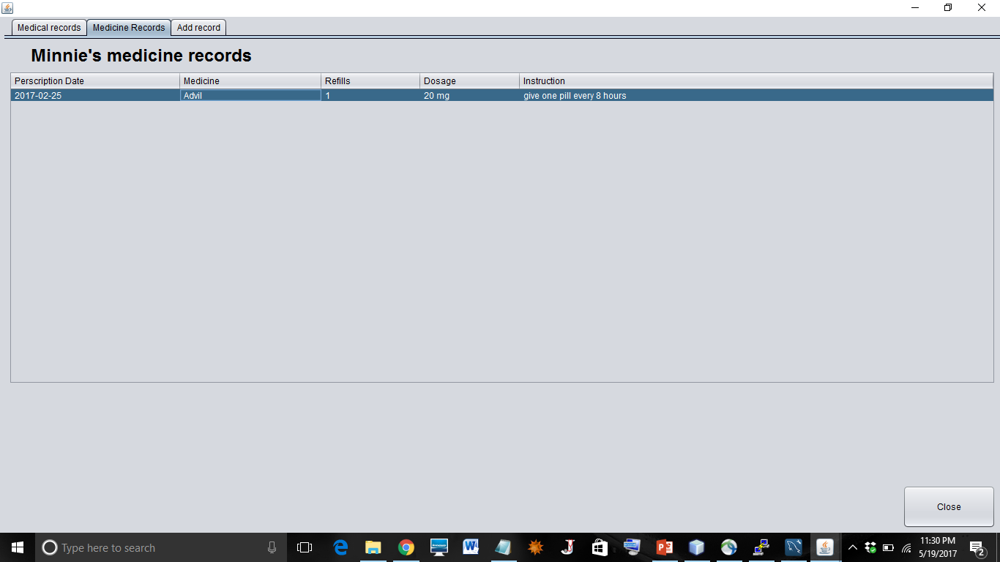 Medical records Medicine Records Add record
Minnie's medicine records
Perscription Date Medicine Refills Dosage Instruction
2017-02-25 Advil 1 20 mg give one pill every 8 hours
Close
Type here to search
11:30 PM
5/19/2017
2